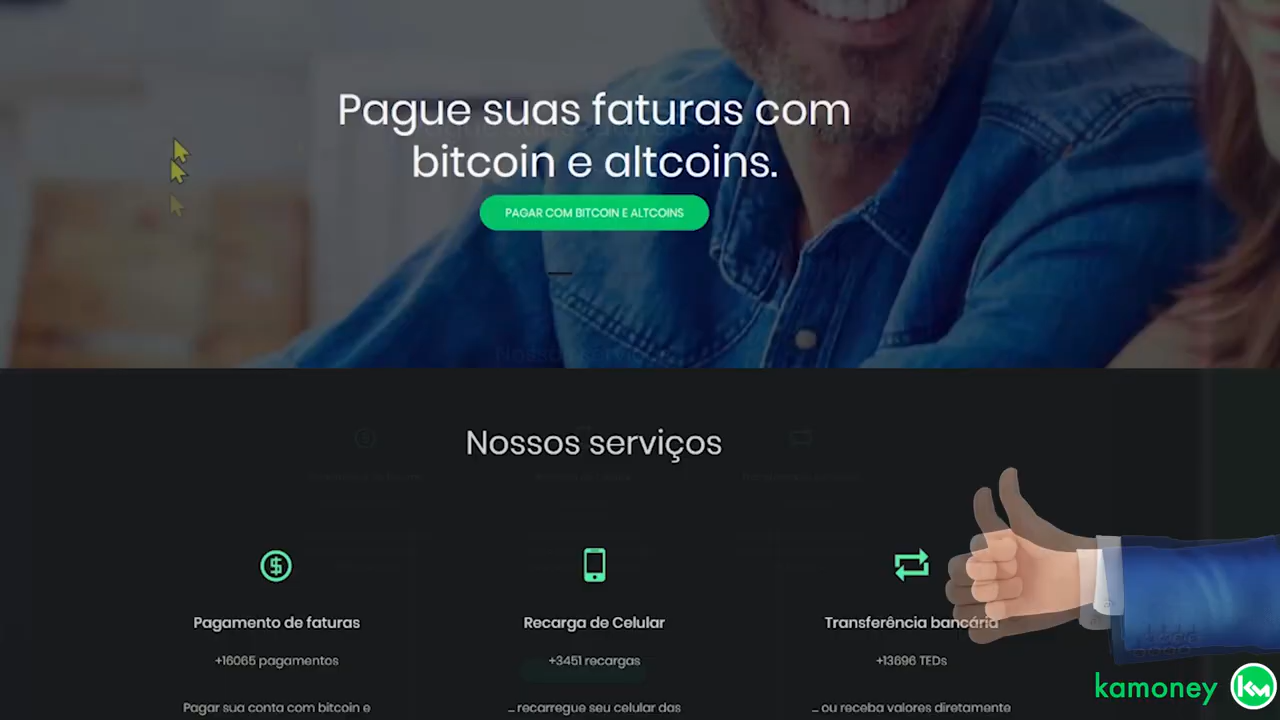 Pague suas faturas com
bitcoin e altcoins.
PAGAR COM BITCOIN E ALTCOINS
Nossos serviços
Pagamento de faturas
Recarga de Celular
Transferência bancária
+16065 pagamentos
+3451 recargas
+13696 TEDs
Pagar sua conta com bitcoin e
... recarregue seu celular das
... ou receba valores diretamente
kamoney